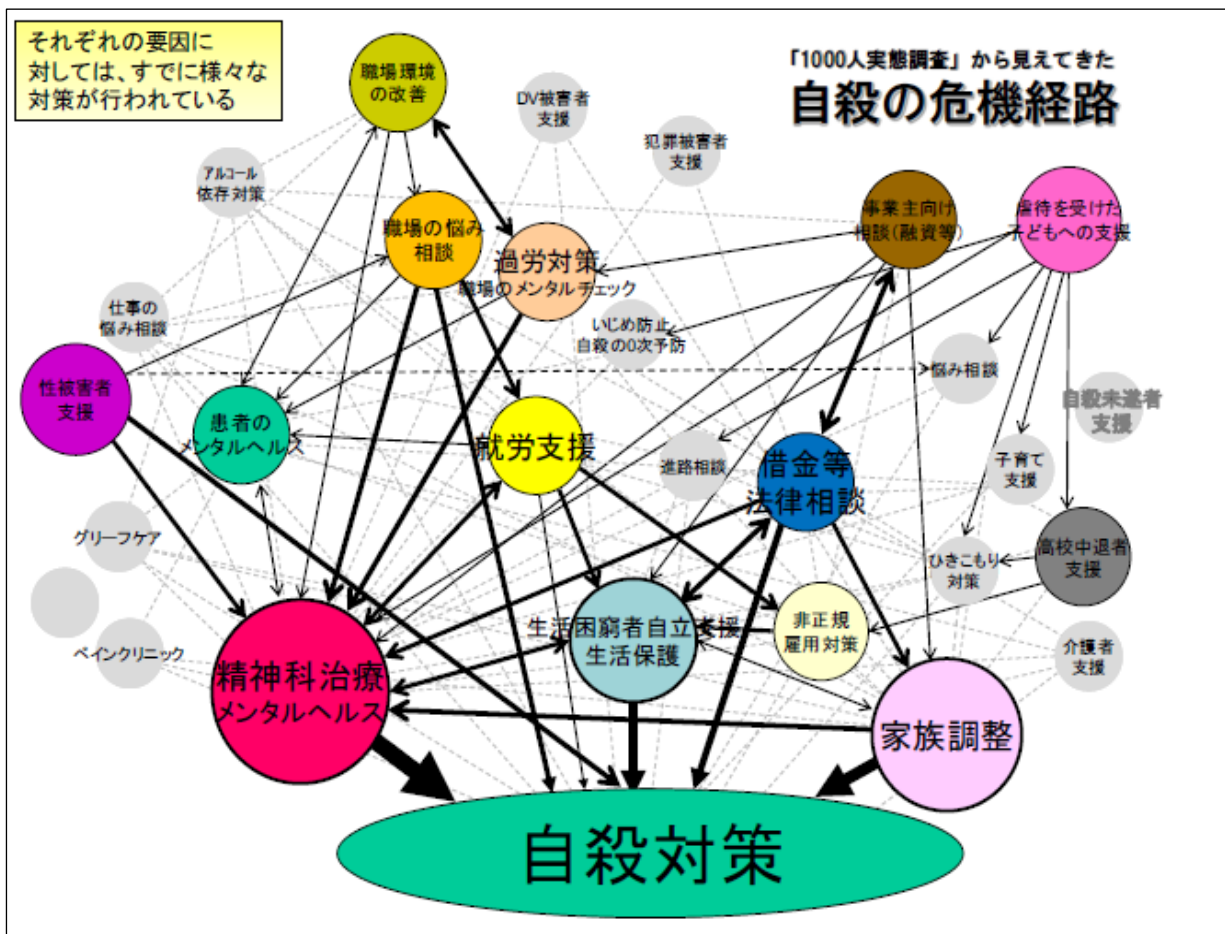 それぞれの要因に
対しては、すでに様々な
対策が行われている
「1000人実態調査」から見えてきた
自殺の危機経路
職場環境
の改善
DV被害者
支援
犯罪被害者
支援
アルコール
依存対策
職場の悩み
相談
過労対策
職場のメンタルチェック
事業主向け
相談(融資等)
虐待を受けた
子どもへの支援
仕事の
悩み相談
いじめ防止
自殺の0次予防
悩み相談
性被害者
支援
患者の
メンタルヘルス
就労支援
進路相談
借金等
法律相談
自殺未遂者
支援
子育て
支援
グリーフケア
ひきこもり
対策
高校中退者
支援
ペインクリニック
精神科治療
メンタルヘルス
生活困窮者自立支援
生活保護
非正規
雇用対策
介護者
支援
家族調整
自殺対策